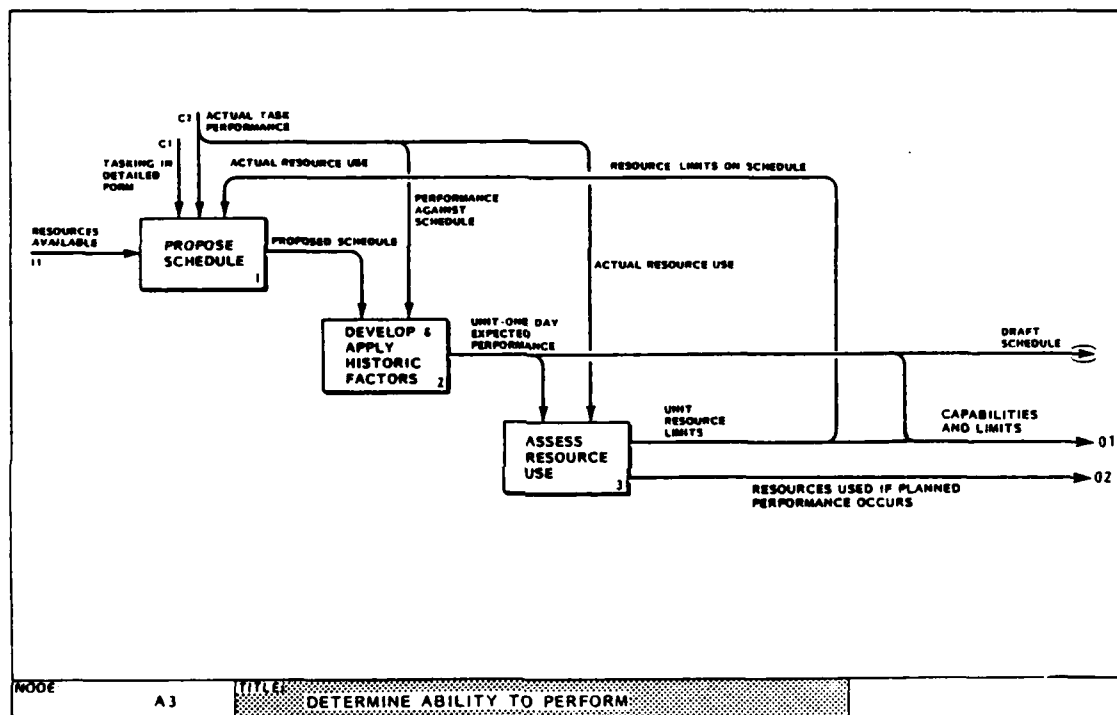 C2 ACTUAL TASK
PERFORMANCE
C1
TASKING IN
DETAILED
FORM
ACTUAL RESOURCE USE
RESOURCE LIMITS ON SCHEDULE
PERFORMANCE
AGAINST
SCHEDULE
RESOURCES
AVAILABLE
I1
PROPOSE
SCHEDULE
1
PROPOSED SCHEDULE
ACTUAL RESOURCE USE
DEVELOP &
APPLY
HISTORIC
FACTORS
2
UNIT-ONE DAY
EXPECTED
PERFORMANCE
DRAFT
SCHEDULE
UNIT
RESOURCE
LIMITS
CAPABILITIES
AND LIMITS
O1
ASSESS
RESOURCE
USE
3
O2
RESOURCES USED IF PLANNED
PERFORMANCE OCCURS
NODE
A3
TITLE:
DETERMINE ABILITY TO PERFORM